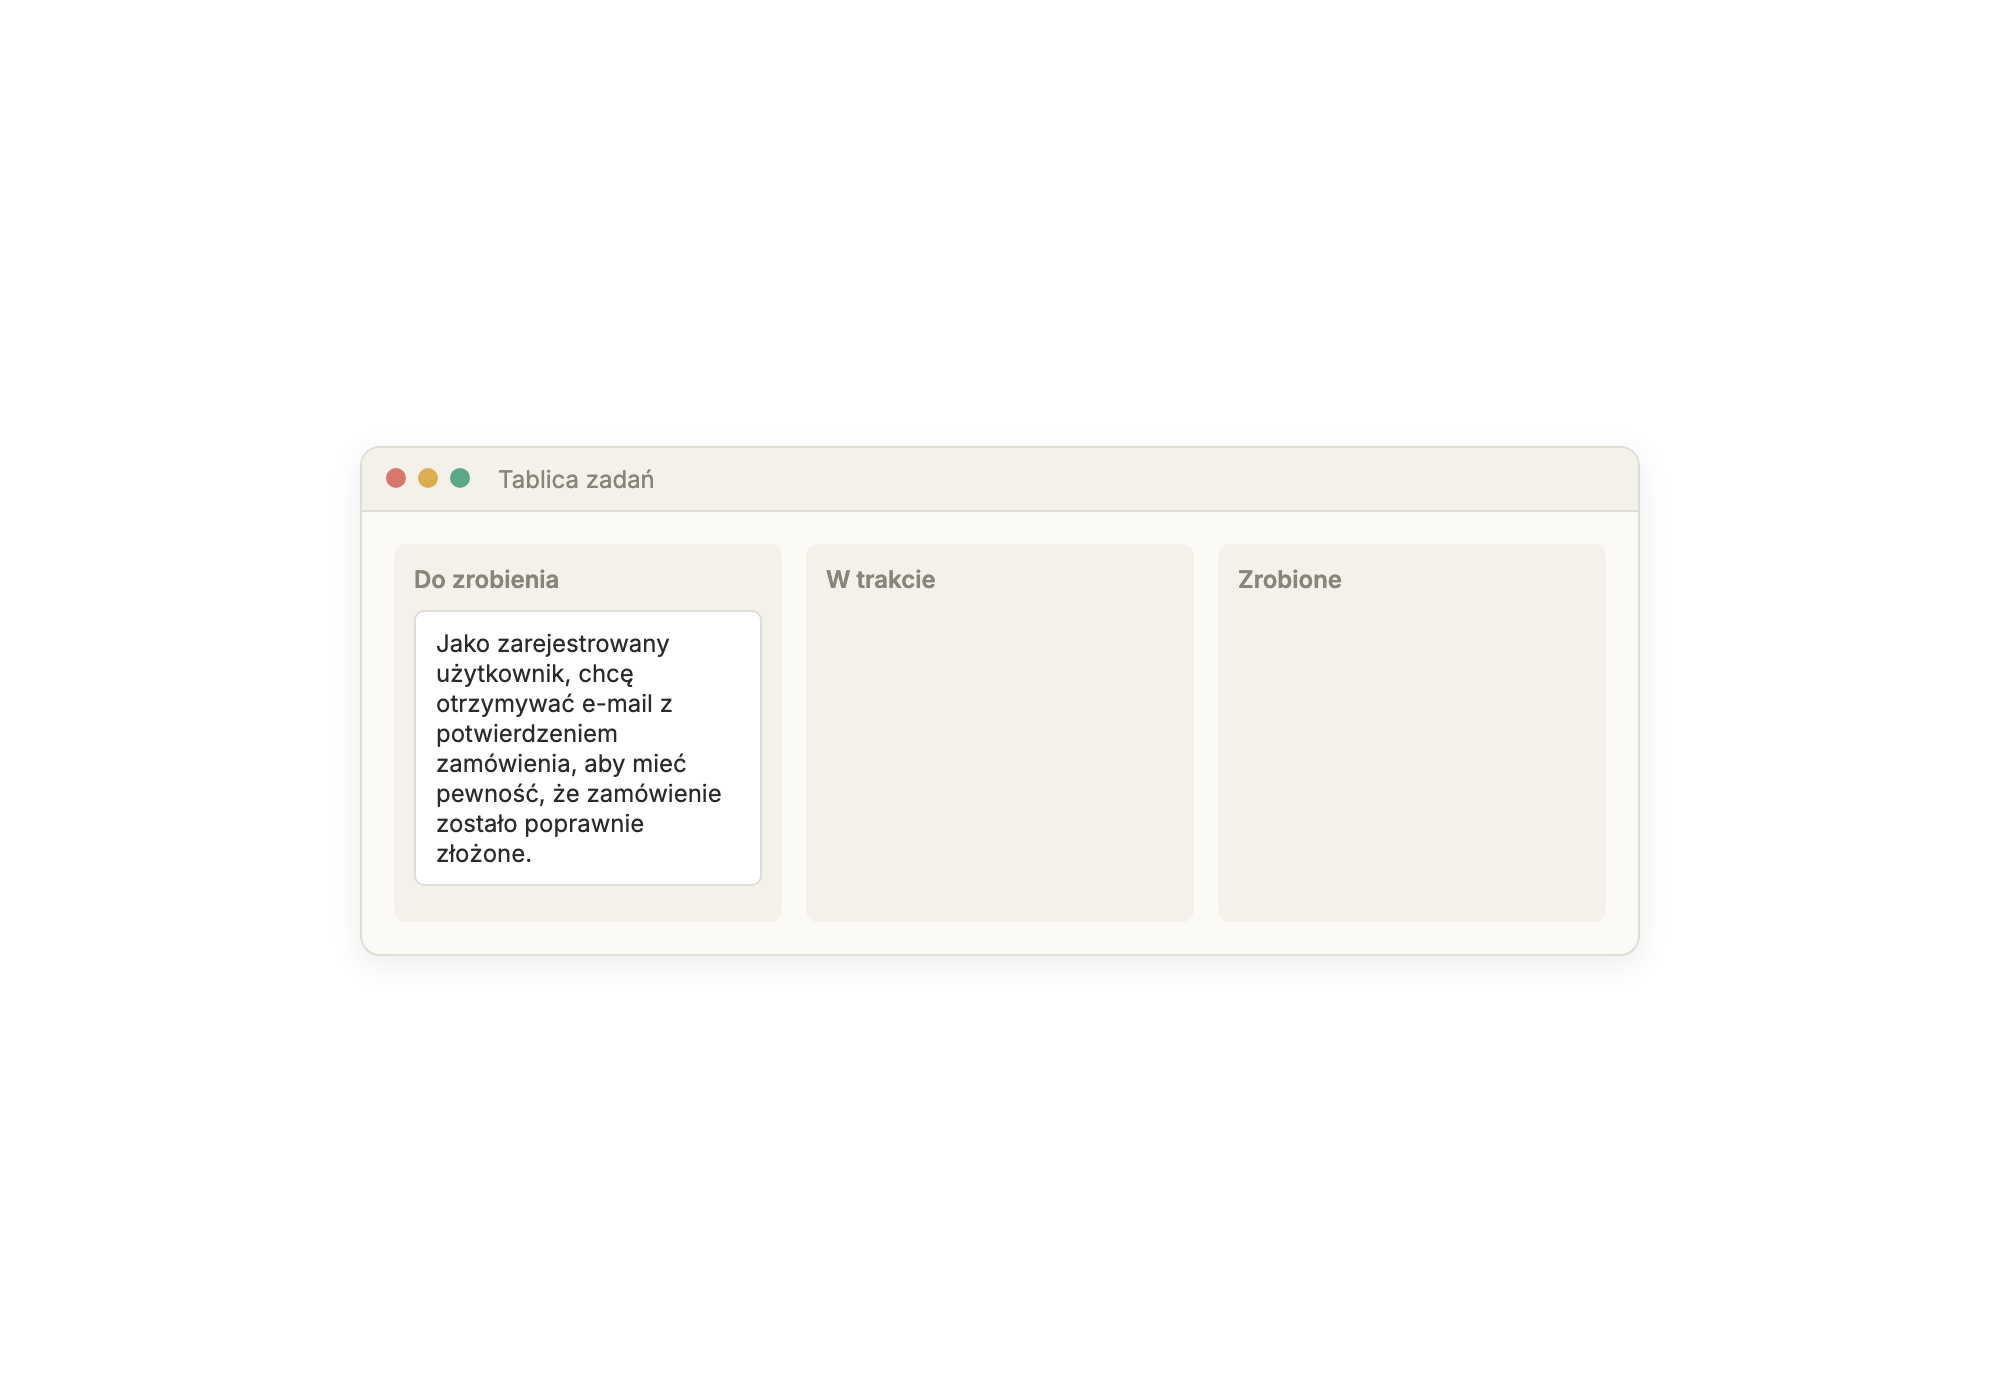 Tablica zadań
Do zrobienia
Jako zarejestrowany
użytkownik, chcę
otrzymywać e-mail z
potwierdzeniem
zamówienia, aby mieć
pewność, że zamówienie
zostało poprawnie
złożone.
W trakcie
Zrobione